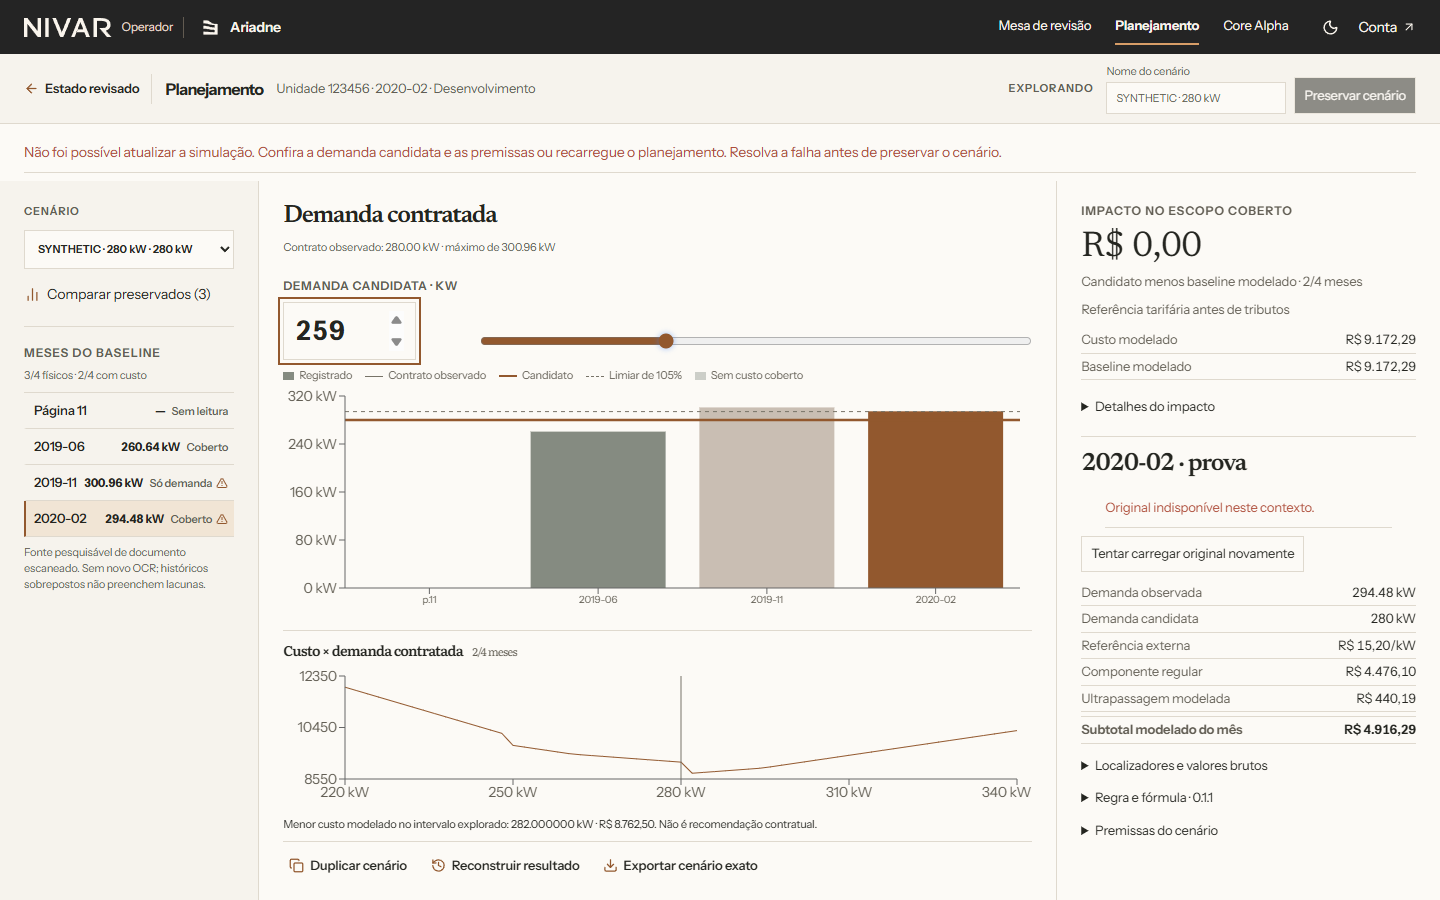 NIVAR Operador Ariadne Mesa de revisão Planejamento Core Alpha Conta
Estado revisado Planejamento Unidade 123456 · 2020-02 · Desenvolvimento EXPLORANDO
Nome do cenário
SYNTHETIC · 280 kW
Preservar cenário
Não foi possível atualizar a simulação. Confira a demanda candidata e as premissas ou recarregue o planejamento. Resolva a falha antes de preservar o cenário.
CENÁRIO
SYNTHETIC · 280 kW · 280 kW
Comparar preservados (3)
MESES DO BASELINE
3/4 físicos · 2/4 com custo
Página 11 — Sem leitura
2019-06 260.64 kW Coberto
2019-11 300.96 kW Só demanda
2020-02 294.48 kW Coberto
Fonte pesquisável de documento
escaneado. Sem novo OCR; históricos
sobrepostos não preenchem lacunas.
Demanda contratada
Contrato observado: 280.00 kW · máximo de 300.96 kW
DEMANDA CANDIDATA · KW
259
Registrado Contrato observado Candidato Limiar de 105% Sem custo coberto
320 kW
240 kW
160 kW
80 kW
0 kW
p.11 2019-06 2019-11 2020-02
Custo × demanda contratada 2/4 meses
12350
10450
8550
220 kW 250 kW 280 kW 310 kW 340 kW
Menor custo modelado no intervalo explorado: 282.000000 kW · R$ 8.762,50. Não é recomendação contratual.
Duplicar cenário Reconstruir resultado Exportar cenário exato
IMPACTO NO ESCOPO COBERTO
R$ 0,00
Candidato menos baseline modelado · 2/4 meses
Referência tarifária antes de tributos
Custo modelado R$ 9.172,29
Baseline modelado R$ 9.172,29
Detalhes do impacto
2020-02 · prova
Original indisponível neste contexto.
Tentar carregar original novamente
Demanda observada 294.48 kW
Demanda candidata 280 kW
Referência externa R$ 15,20/kW
Componente regular R$ 4.476,10
Ultrapassagem modelada R$ 440,19
Subtotal modelado do mês R$ 4.916,29
Localizadores e valores brutos
Regra e fórmula · 0.1.1
Premissas do cenário